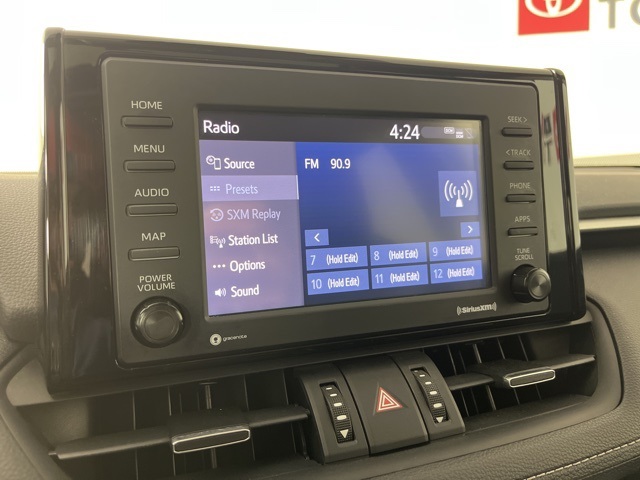 TO
HOME
MENU
AUDIO
MAP
POWER
VOLUME
Radio
4:24
Source
Presets
SXM Replay
Station List
Options
Sound
FM 90.9
<
>
7 (Hold Edit)
8 (Hold Edit)
9 (Hold Edit)
10 (Hold Edit)
11 (Hold Edit)
12 (Hold Edit)
SEEK >
< TRACK
PHONE
APPS
TUNE
SCROLL
gracenote
SiriusXM